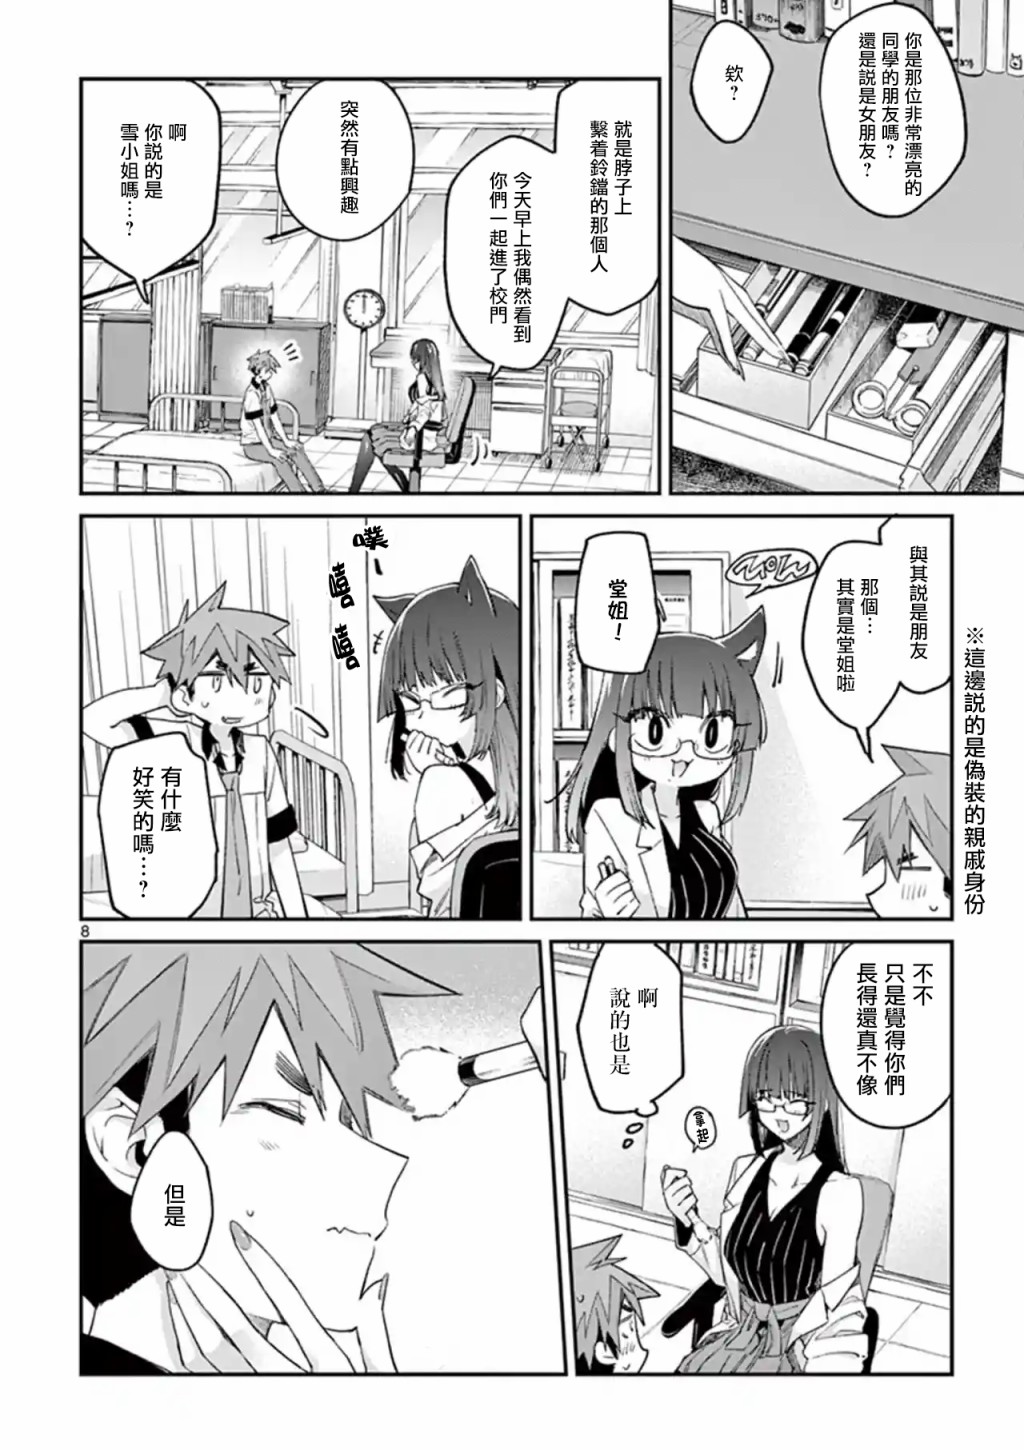 你是那位非常漂亮的
同學的朋友嗎？
還是說是女朋友？
欸？
就是脖子上
繫着鈴鐺的那個人
今天早上我偶然看到
你們一起進了校門
突然有點興趣
啊
你說的是
雪小姐嗎…？
與其說是朋友
那個…
其實是堂姐啦
堂姐！
※這邊說的是偽裝的親戚身份
噗
嘻嘻
嘻嘻
有什麼
好笑的嗎…？
8
不不
只是覺得你們
長得還真不像
啊
說的也是
拿起
但是